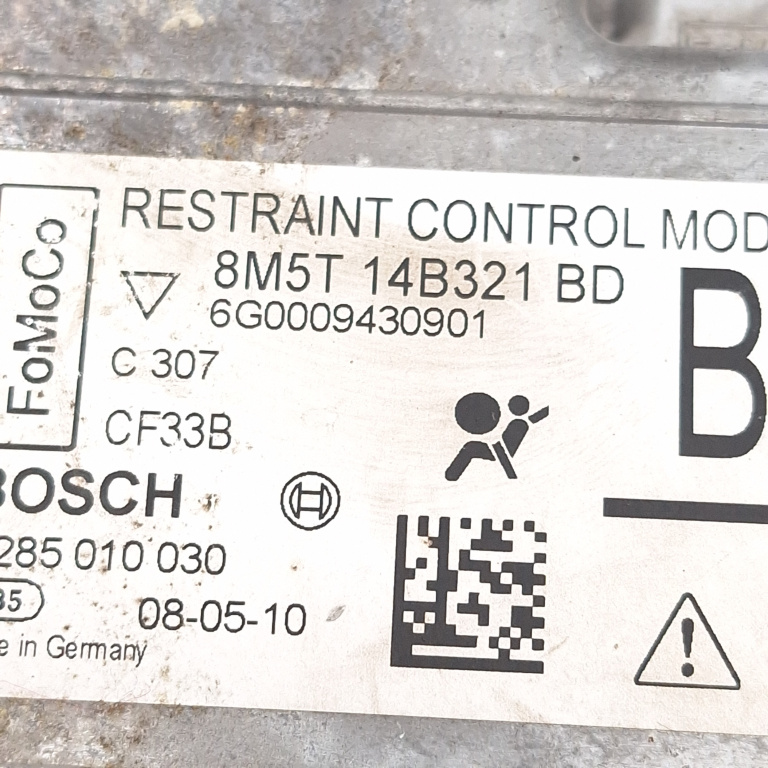 FoMoCo
RESTRAINT CONTROL MOD
8M5T 14B321 BD
6G0009430901
B
C 307
CF33B
BOSCH
285 010 030
08-05-10
in Germany